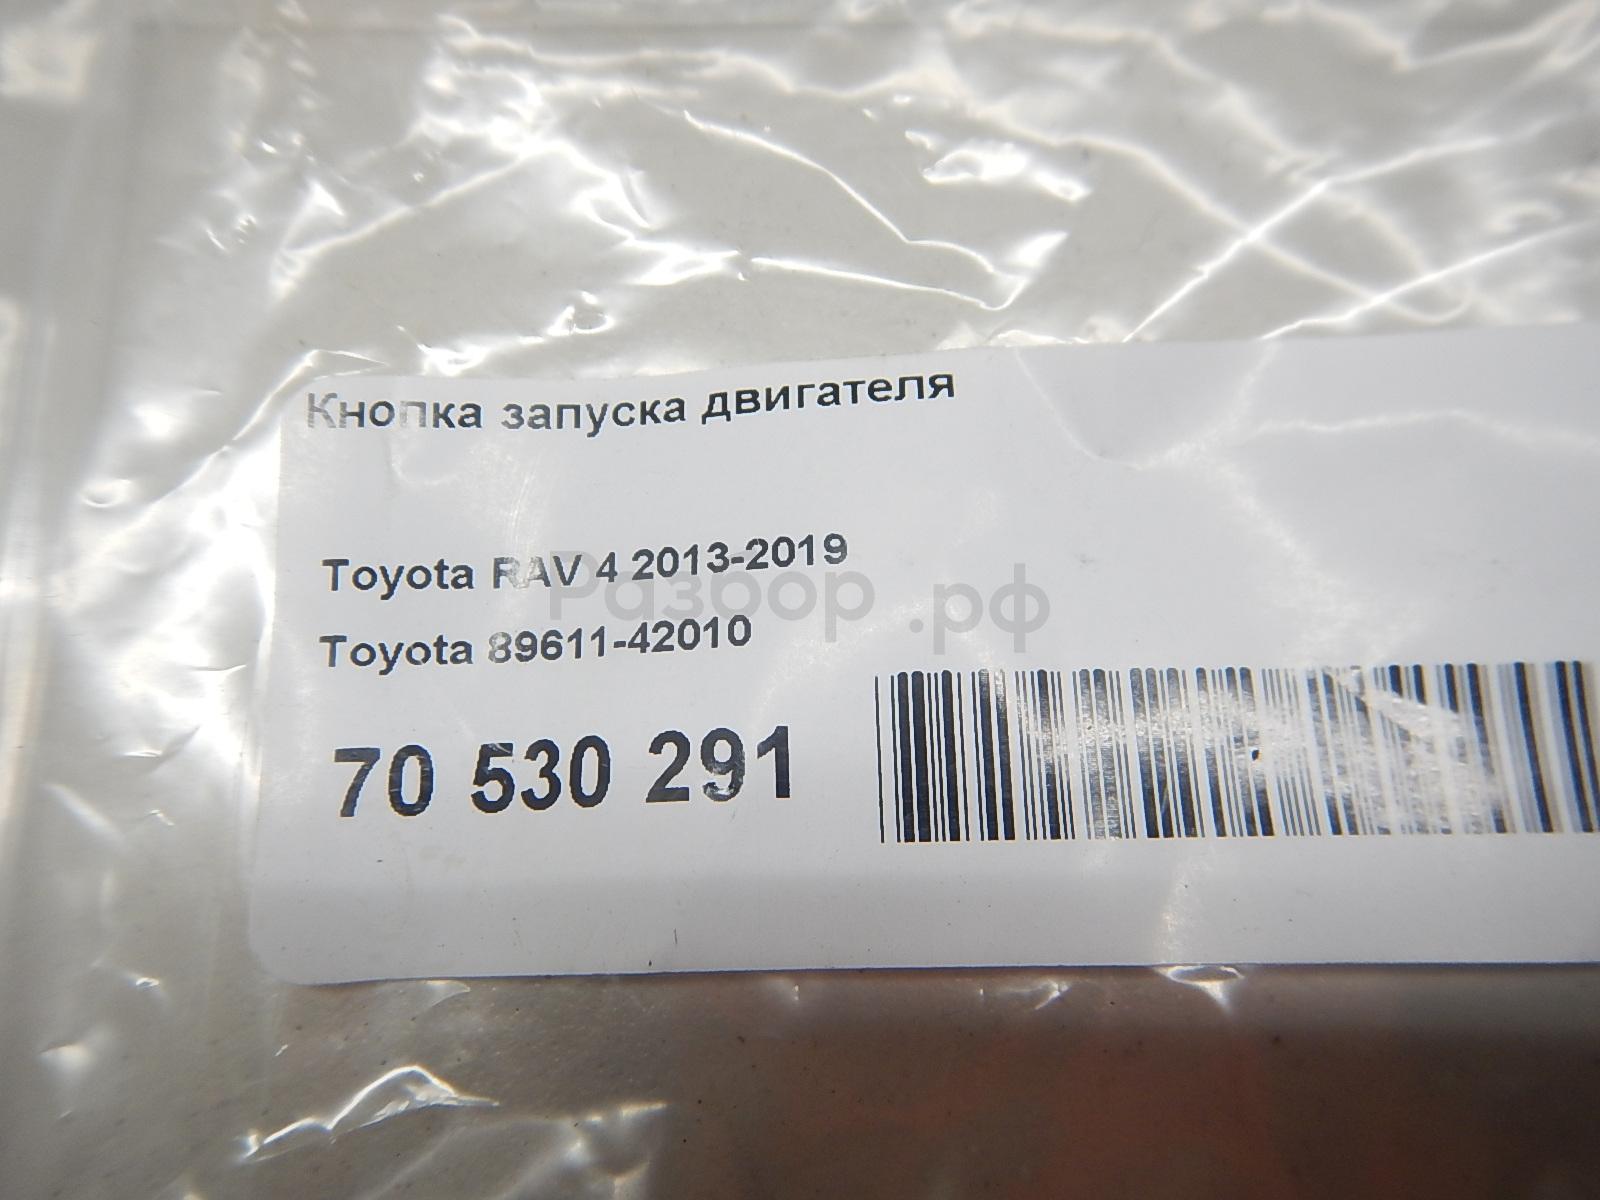 Кнопка запуска двигателя
Toyota RAV 4 2013-2019
Разбор.рф
Toyota 89611-42010
70 530 291